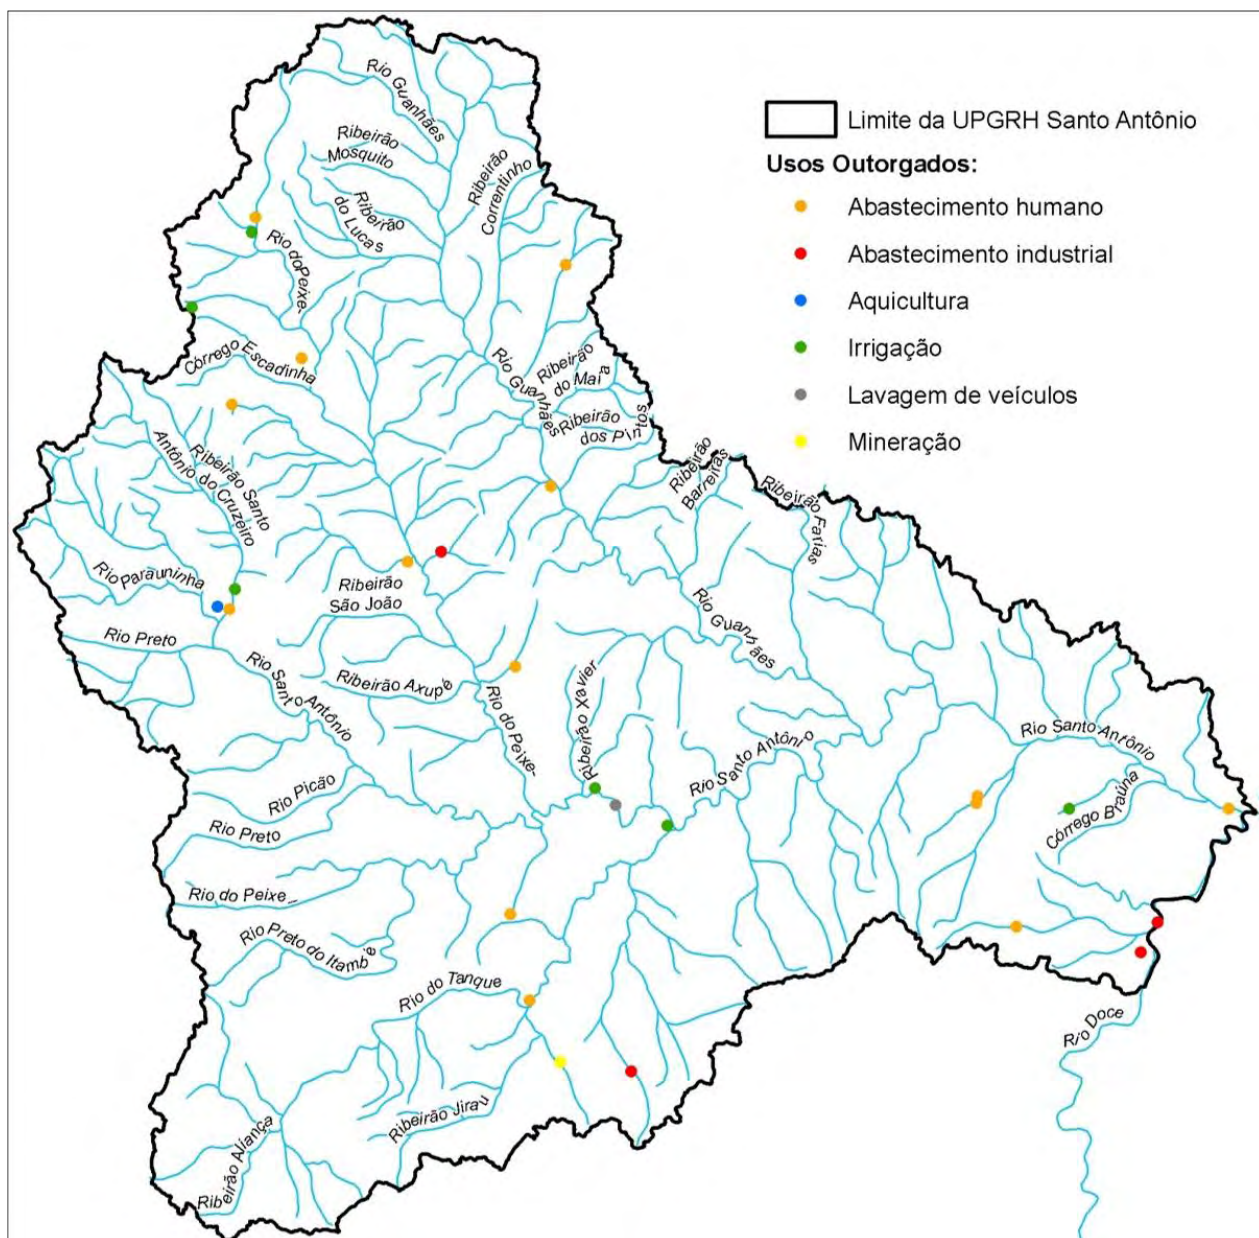 Limite da UPGRH Santo Antônio
Usos Outorgados:
Abastecimento humano
Abastecimento industrial
Aquicultura
Irrigação
Lavagem de veículos
Mineração
Rio Guanhães
Ribeirão
Mosquito
Ribeirão
do Lucas
Ribeirão
Correntinho
Rio do Peixe
Córrego Escadinha
Rio Guanhães
Ribeirão
do Maia
Ribeirão
dos Pintos
Ribeirão
Barreiras
Ribeirão Farias
Ribeirão Santo
Antônio do Cruzeiro
Rio Parauninha
Rio Preto
Ribeirão
São João
Ribeirão Axupé
Rio Santo Antônio
Rio do Peixe
Ribeirão Xavier
Rio Guanhães
Rio Santo Antônio
Rio Santo Antônio
Córrego Braúna
Rio Picão
Rio Preto
Rio do Peixe
Rio Preto do Itambé
Rio do Tanque
Ribeirão Jirau
Ribeirão Aliança
Rio Doce